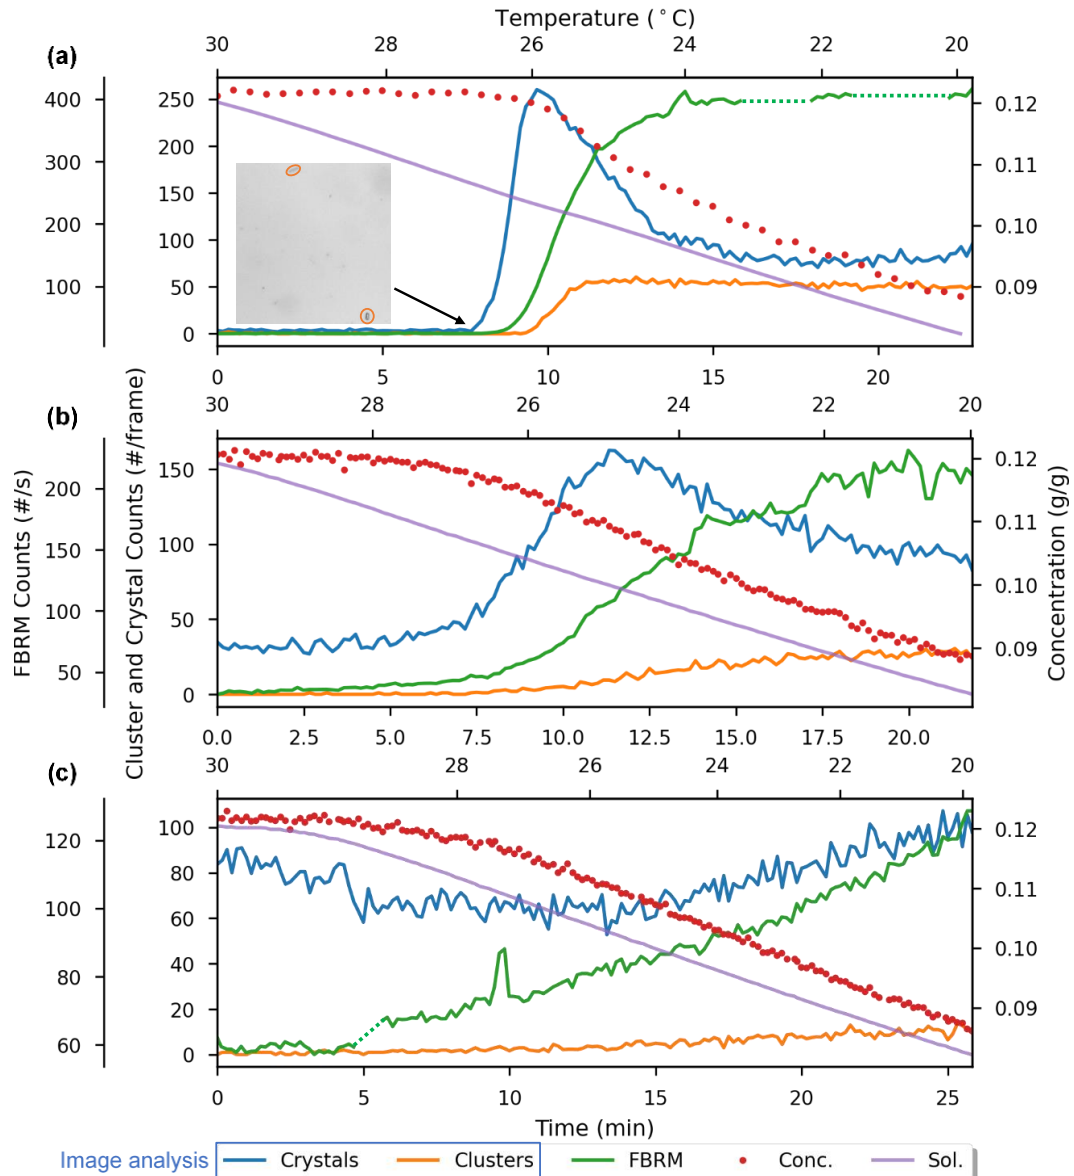 Temperature (°C)
(a)
30 28 26 24 22 20
400 300 200 100
250 200 150 100 50 0
0.12 0.11 0.10 0.09
0 5 10 15 20
(b)
30 28 26 24 22 20
200 150 100 50
150 100 50 0
0.12 0.11 0.10 0.09
0.0 2.5 5.0 7.5 10.0 12.5 15.0 17.5 20.0
FBRM Counts (#/s)
Cluster and Crystal Counts (#/frame)
Concentration (g/g)
(c)
30 28 26 24 22 20
120 100 80 60
100 80 60 40 20 0
0.12 0.11 0.10 0.09
0 5 10 15 20 25
Time (min)
Image analysis Crystals Clusters FBRM Conc. Sol.